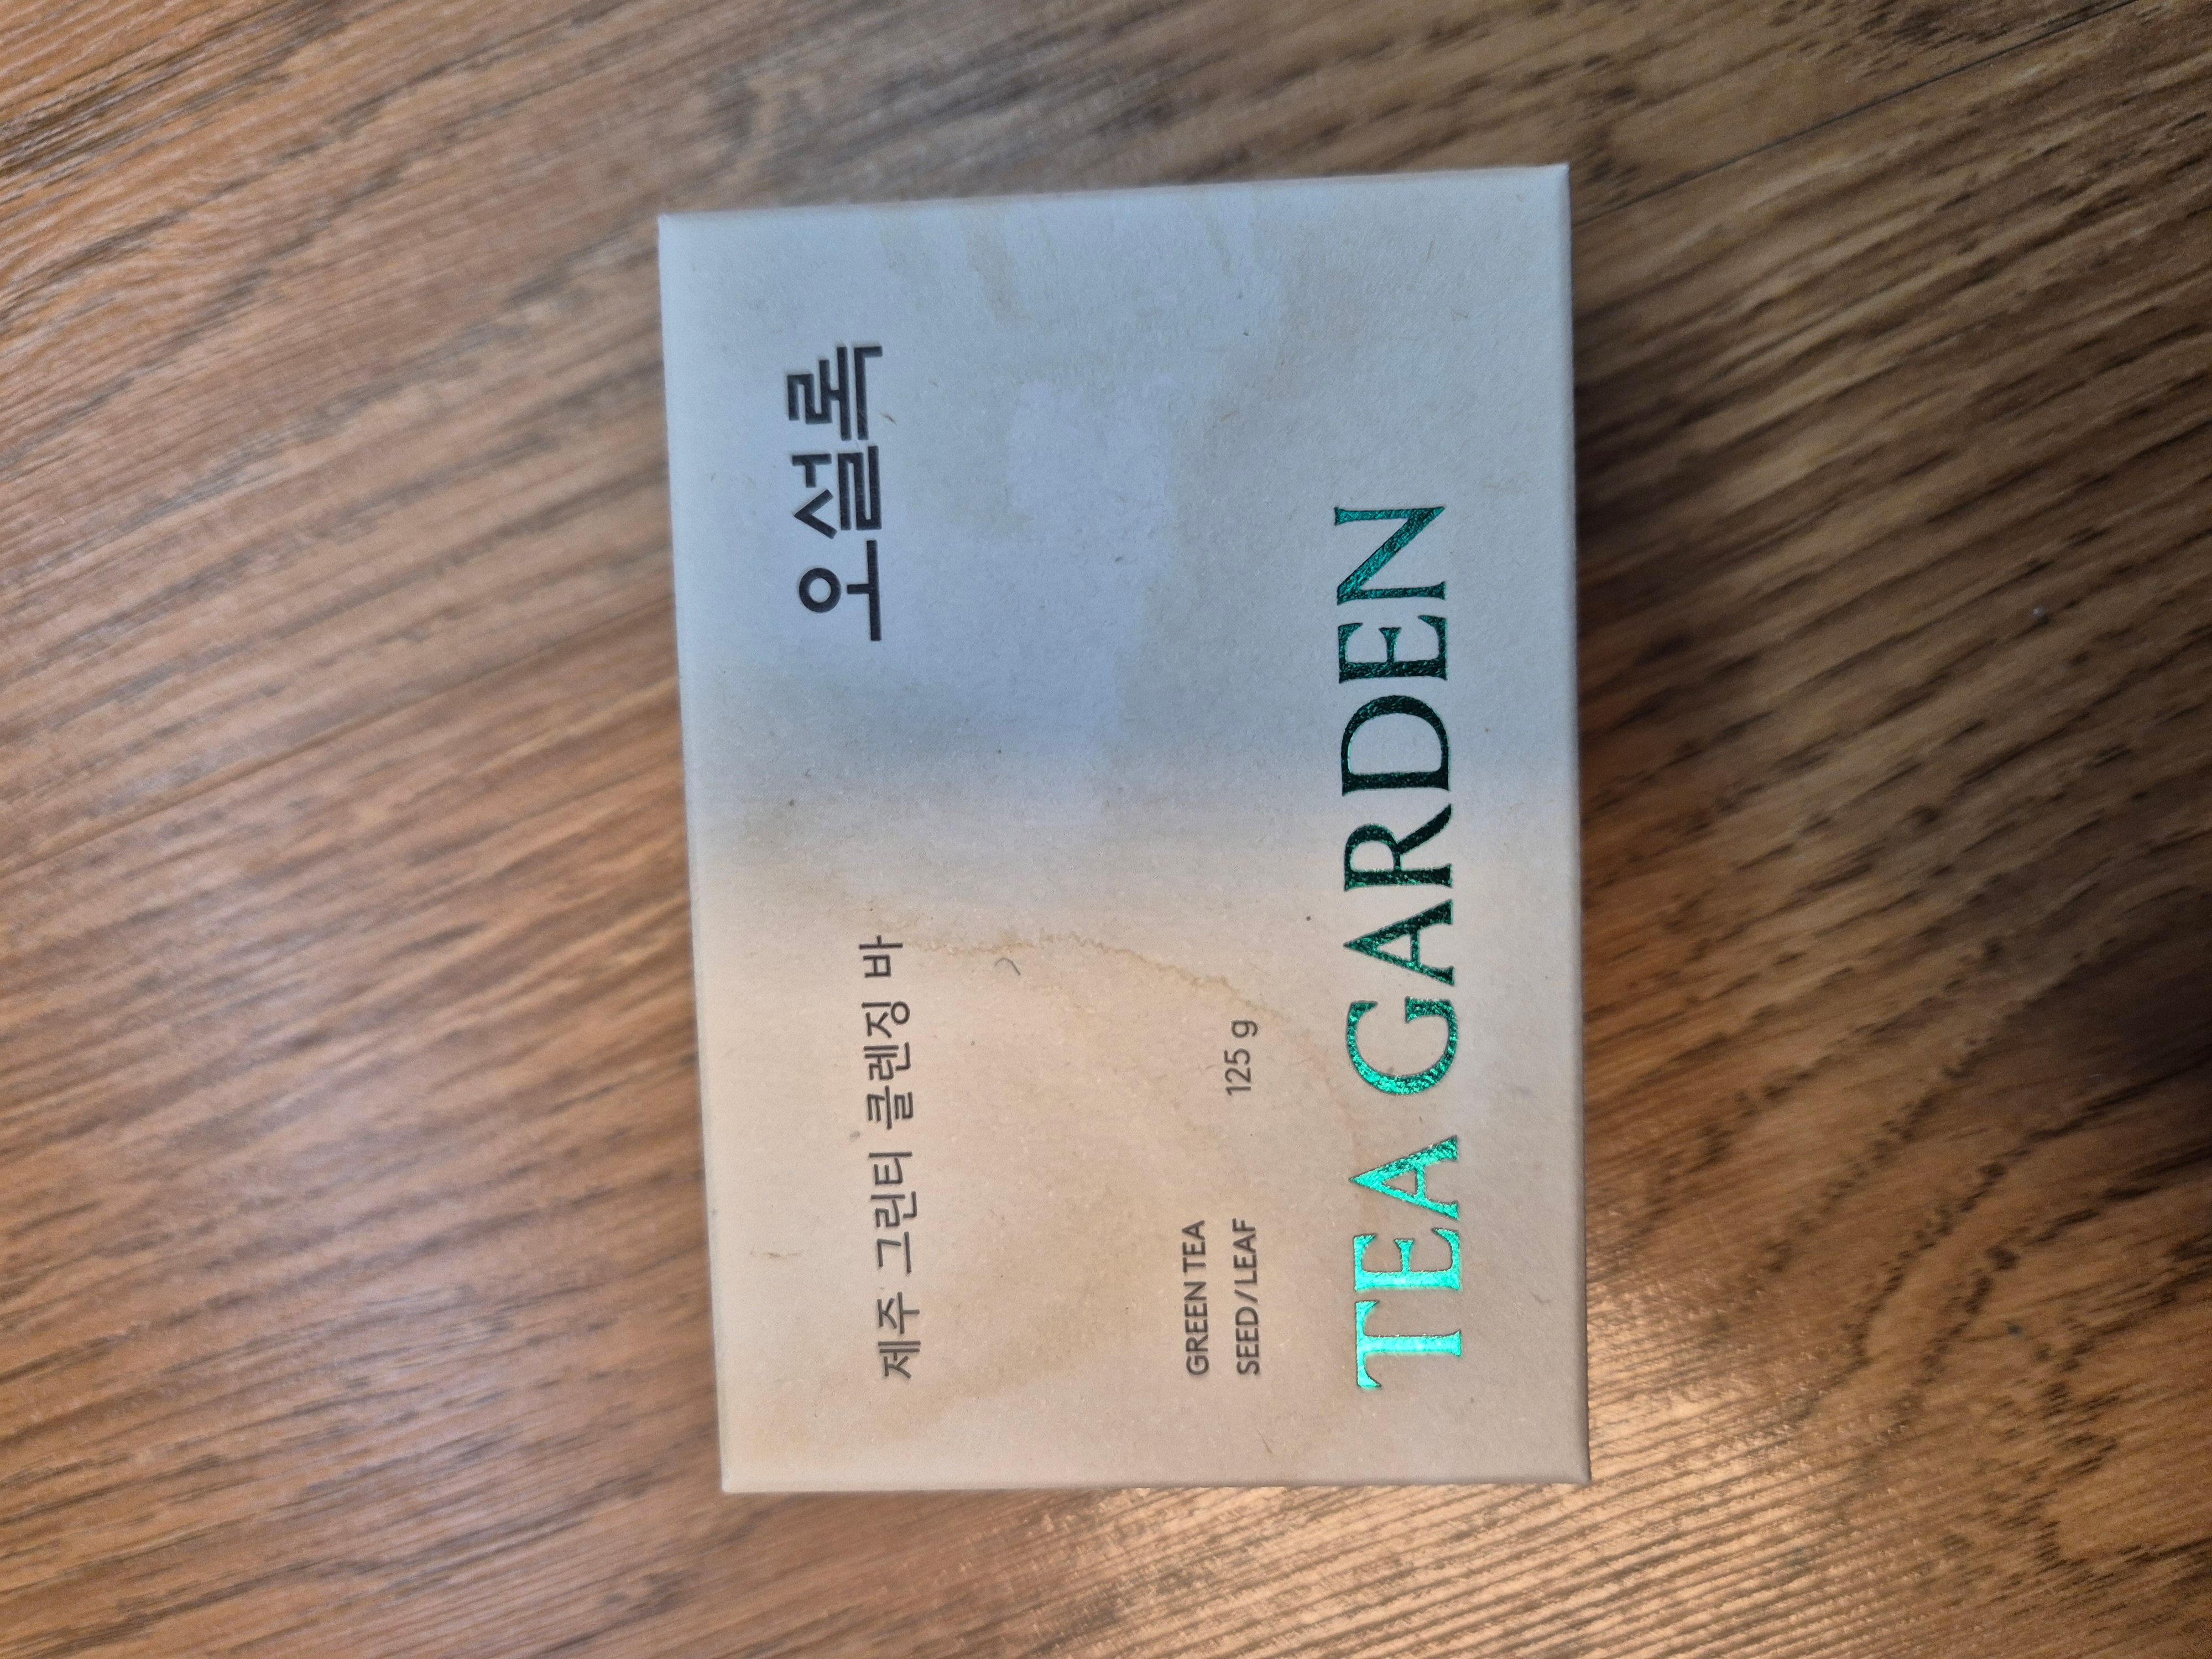 제주 그린티 클렌징 바
오설록
GREEN TEA
SEED/LEAF
125 g
TEA GARDEN